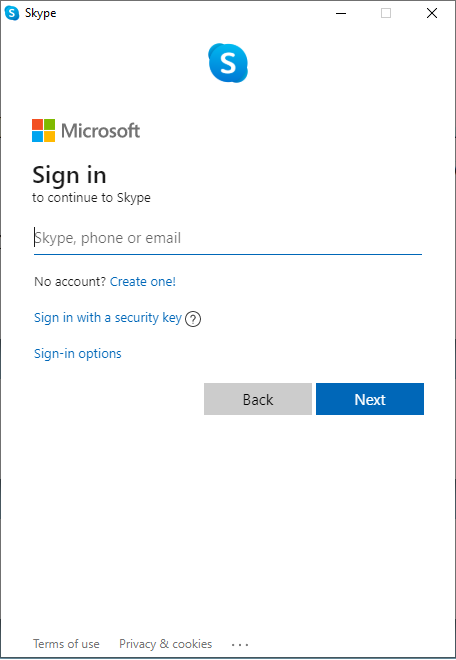 Skype
S
Microsoft
Sign in
to continue to Skype
Skype, phone or email
No account? Create one!
Sign in with a security key ?
Sign-in options
Back Next
Terms of use Privacy & cookies ...